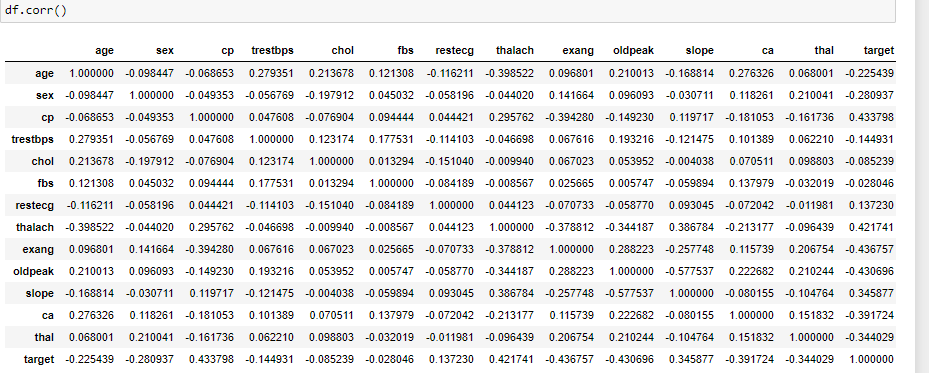 df.corr()
age sex cp trestbps chol fbs restecg thalach exang oldpeak slope ca thal target
age 1.000000 -0.098447 -0.068653 0.279351 0.213678 0.121308 -0.116211 -0.398522 0.096801 0.210013 -0.168814 0.276326 0.068001 -0.225439
sex -0.098447 1.000000 -0.049353 -0.056769 -0.197912 0.045032 -0.058196 -0.044020 0.141664 0.096093 -0.030711 0.118261 0.210041 -0.280937
cp -0.068653 -0.049353 1.000000 0.047608 -0.076904 0.094444 0.044421 0.295762 -0.394280 -0.149230 0.119717 -0.181053 -0.161736 0.433798
trestbps 0.279351 -0.056769 0.047608 1.000000 0.123174 0.177531 -0.114103 -0.046698 0.067616 0.193216 -0.121475 0.101389 0.062210 -0.144931
chol 0.213678 -0.197912 -0.076904 0.123174 1.000000 0.013294 -0.151040 -0.009940 0.067023 0.053952 -0.004038 0.070511 0.098803 -0.085239
fbs 0.121308 0.045032 0.094444 0.177531 0.013294 1.000000 -0.084189 -0.008567 0.025665 0.005747 -0.059894 0.137979 -0.032019 -0.028046
restecg -0.116211 -0.058196 0.044421 -0.114103 -0.151040 -0.084189 1.000000 0.044123 -0.070733 -0.058770 0.093045 -0.072042 -0.011981 0.137230
thalach -0.398522 -0.044020 0.295762 -0.046698 -0.009940 -0.008567 0.044123 1.000000 -0.378812 -0.344187 0.386784 -0.213177 -0.096439 0.421741
exang 0.096801 0.141664 -0.394280 0.067616 0.067023 0.025665 -0.070733 -0.378812 1.000000 0.288223 -0.257748 0.115739 0.206754 -0.436757
oldpeak 0.210013 0.096093 -0.149230 0.193216 0.053952 0.005747 -0.058770 -0.344187 0.288223 1.000000 -0.577537 0.222682 0.210244 -0.430696
slope -0.168814 -0.030711 0.119717 -0.121475 -0.004038 -0.059894 0.093045 0.386784 -0.257748 -0.577537 1.000000 -0.080155 -0.104764 0.345877
ca 0.276326 0.118261 -0.181053 0.101389 0.070511 0.137979 -0.072042 -0.213177 0.115739 0.222682 -0.080155 1.000000 0.151832 -0.391724
thal 0.068001 0.210041 -0.161736 0.062210 0.098803 -0.032019 -0.011981 -0.096439 0.206754 0.210244 -0.104764 0.151832 1.000000 -0.344029
target -0.225439 -0.280937 0.433798 -0.144931 -0.085239 -0.028046 0.137230 0.421741 -0.436757 -0.430696 0.345877 -0.391724 -0.344029 1.000000